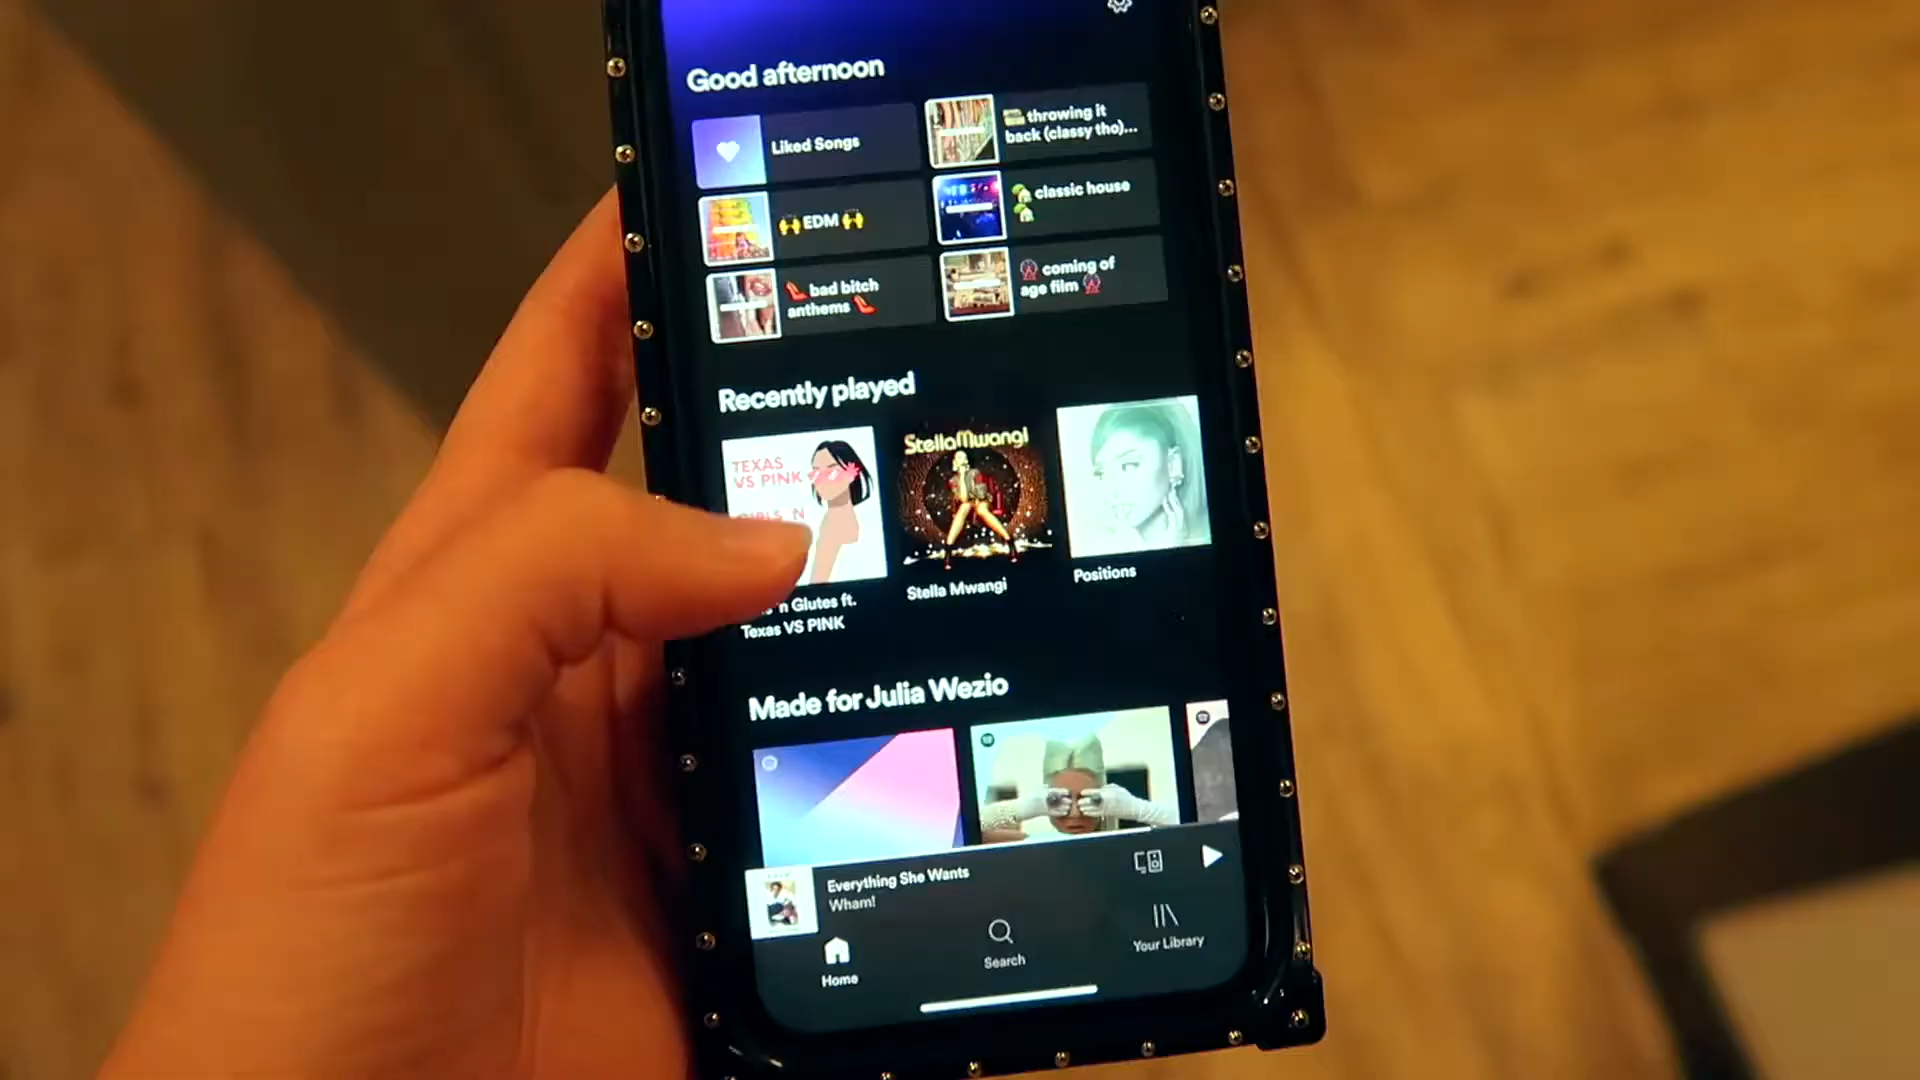 Good afternoon
Liked Songs
throwing it
back (classy tho)...
EDM
classic house
bad bitch
anthems
coming of
age film
Recently played
TEXAS
VS PINK
GIRLS 'N
StellaMwangi
'n Glutes ft.
Texas VS PINK
Stella Mwangi
Positions
Made for Julia Wezio
Everything She Wants
Wham!
Home
Search
Your Library